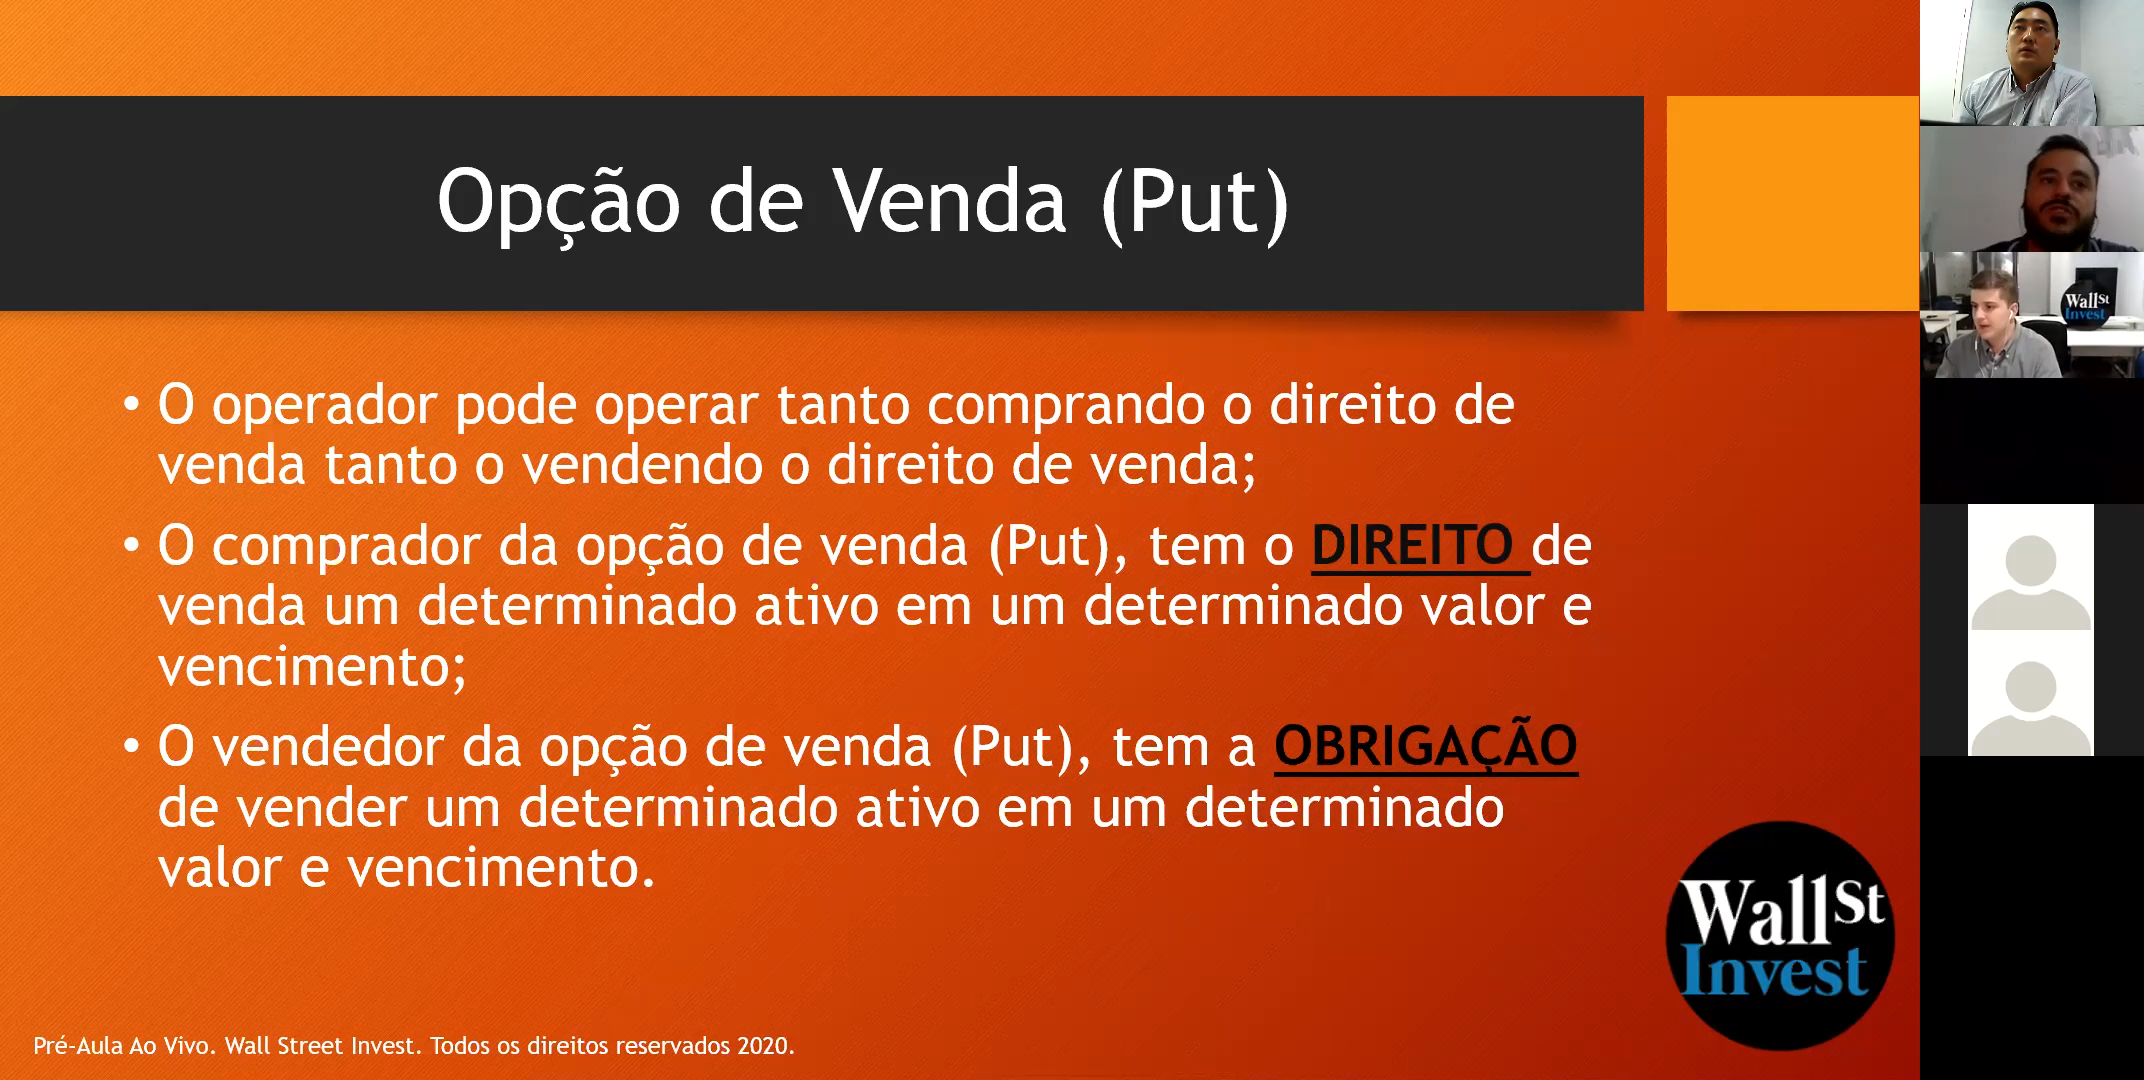 Opção de Venda (Put)
• O operador pode operar tanto comprando o direito de
venda tanto o vendendo o direito de venda;
• O comprador da opção de venda (Put), tem o DIREITO de
venda um determinado ativo em um determinado valor e
vencimento;
• O vendedor da opção de venda (Put), tem a OBRIGAÇÃO
de vender um determinado ativo em um determinado
valor e vencimento.
WallSt
Invest
Pré-Aula Ao Vivo. Wall Street Invest. Todos os direitos reservados 2020.
WallSt
Invest